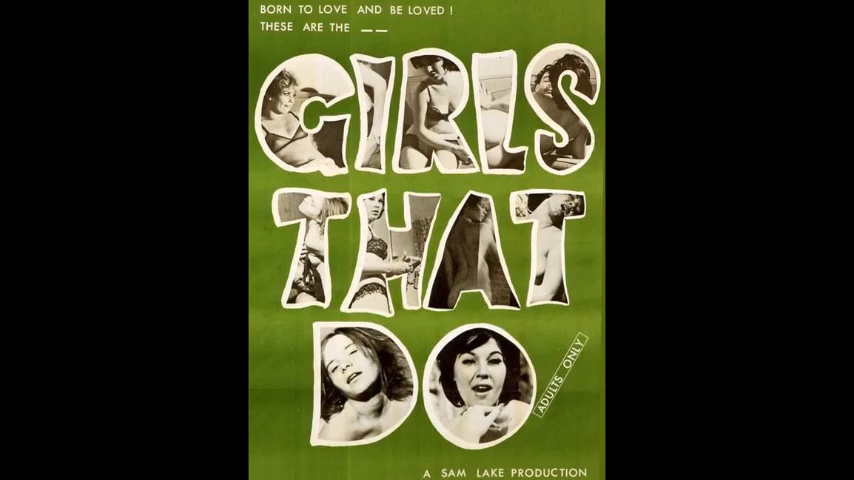 BORN TO LOVE AND BE LOVED !
THESE ARE THE — —
GIRLS
THAT
DO
ADULTS ONLY
A SAM LAKE PRODUCTION